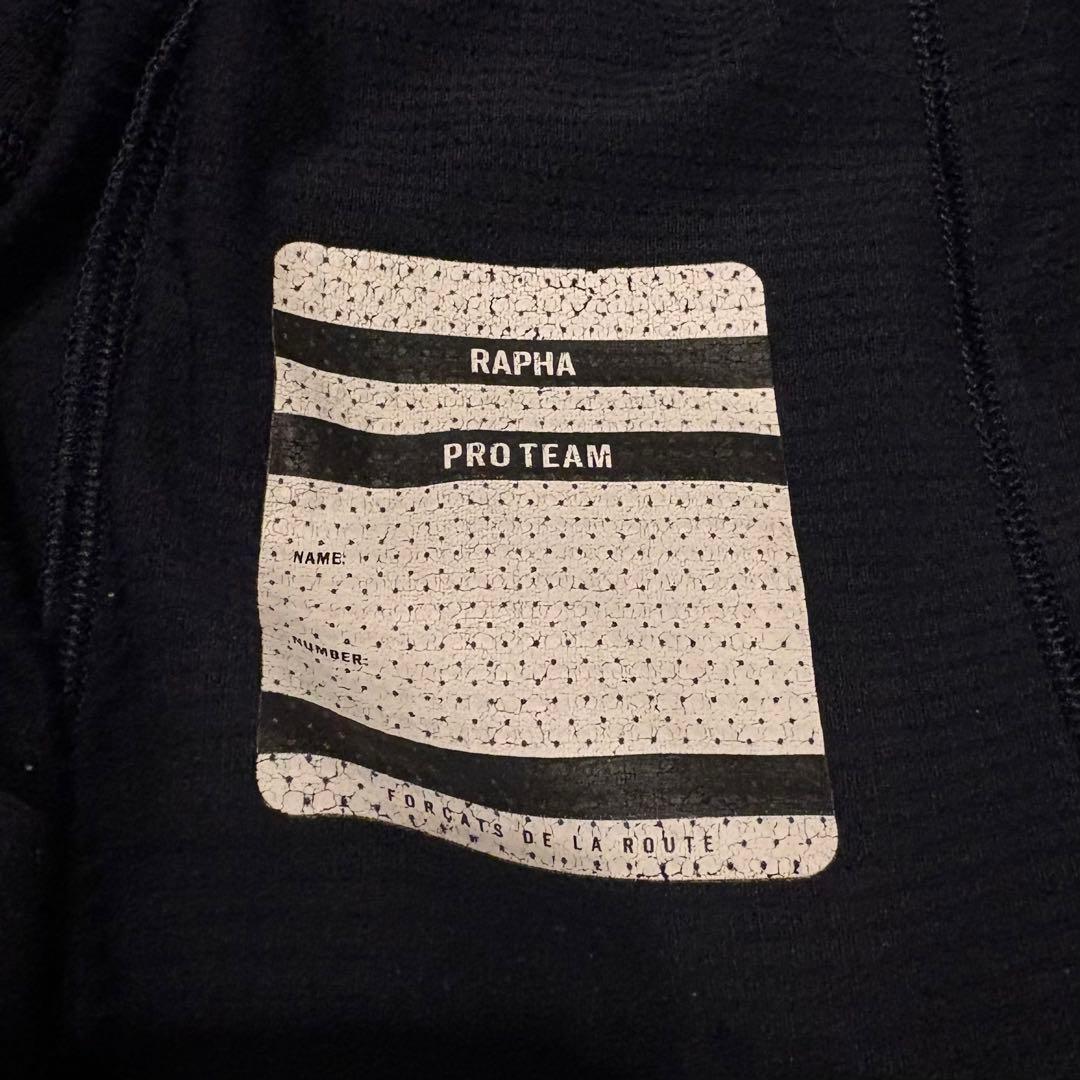 RAPHA
PRO TEAM
NAME:
NUMBER:
FORÇATS DE LA ROUTE